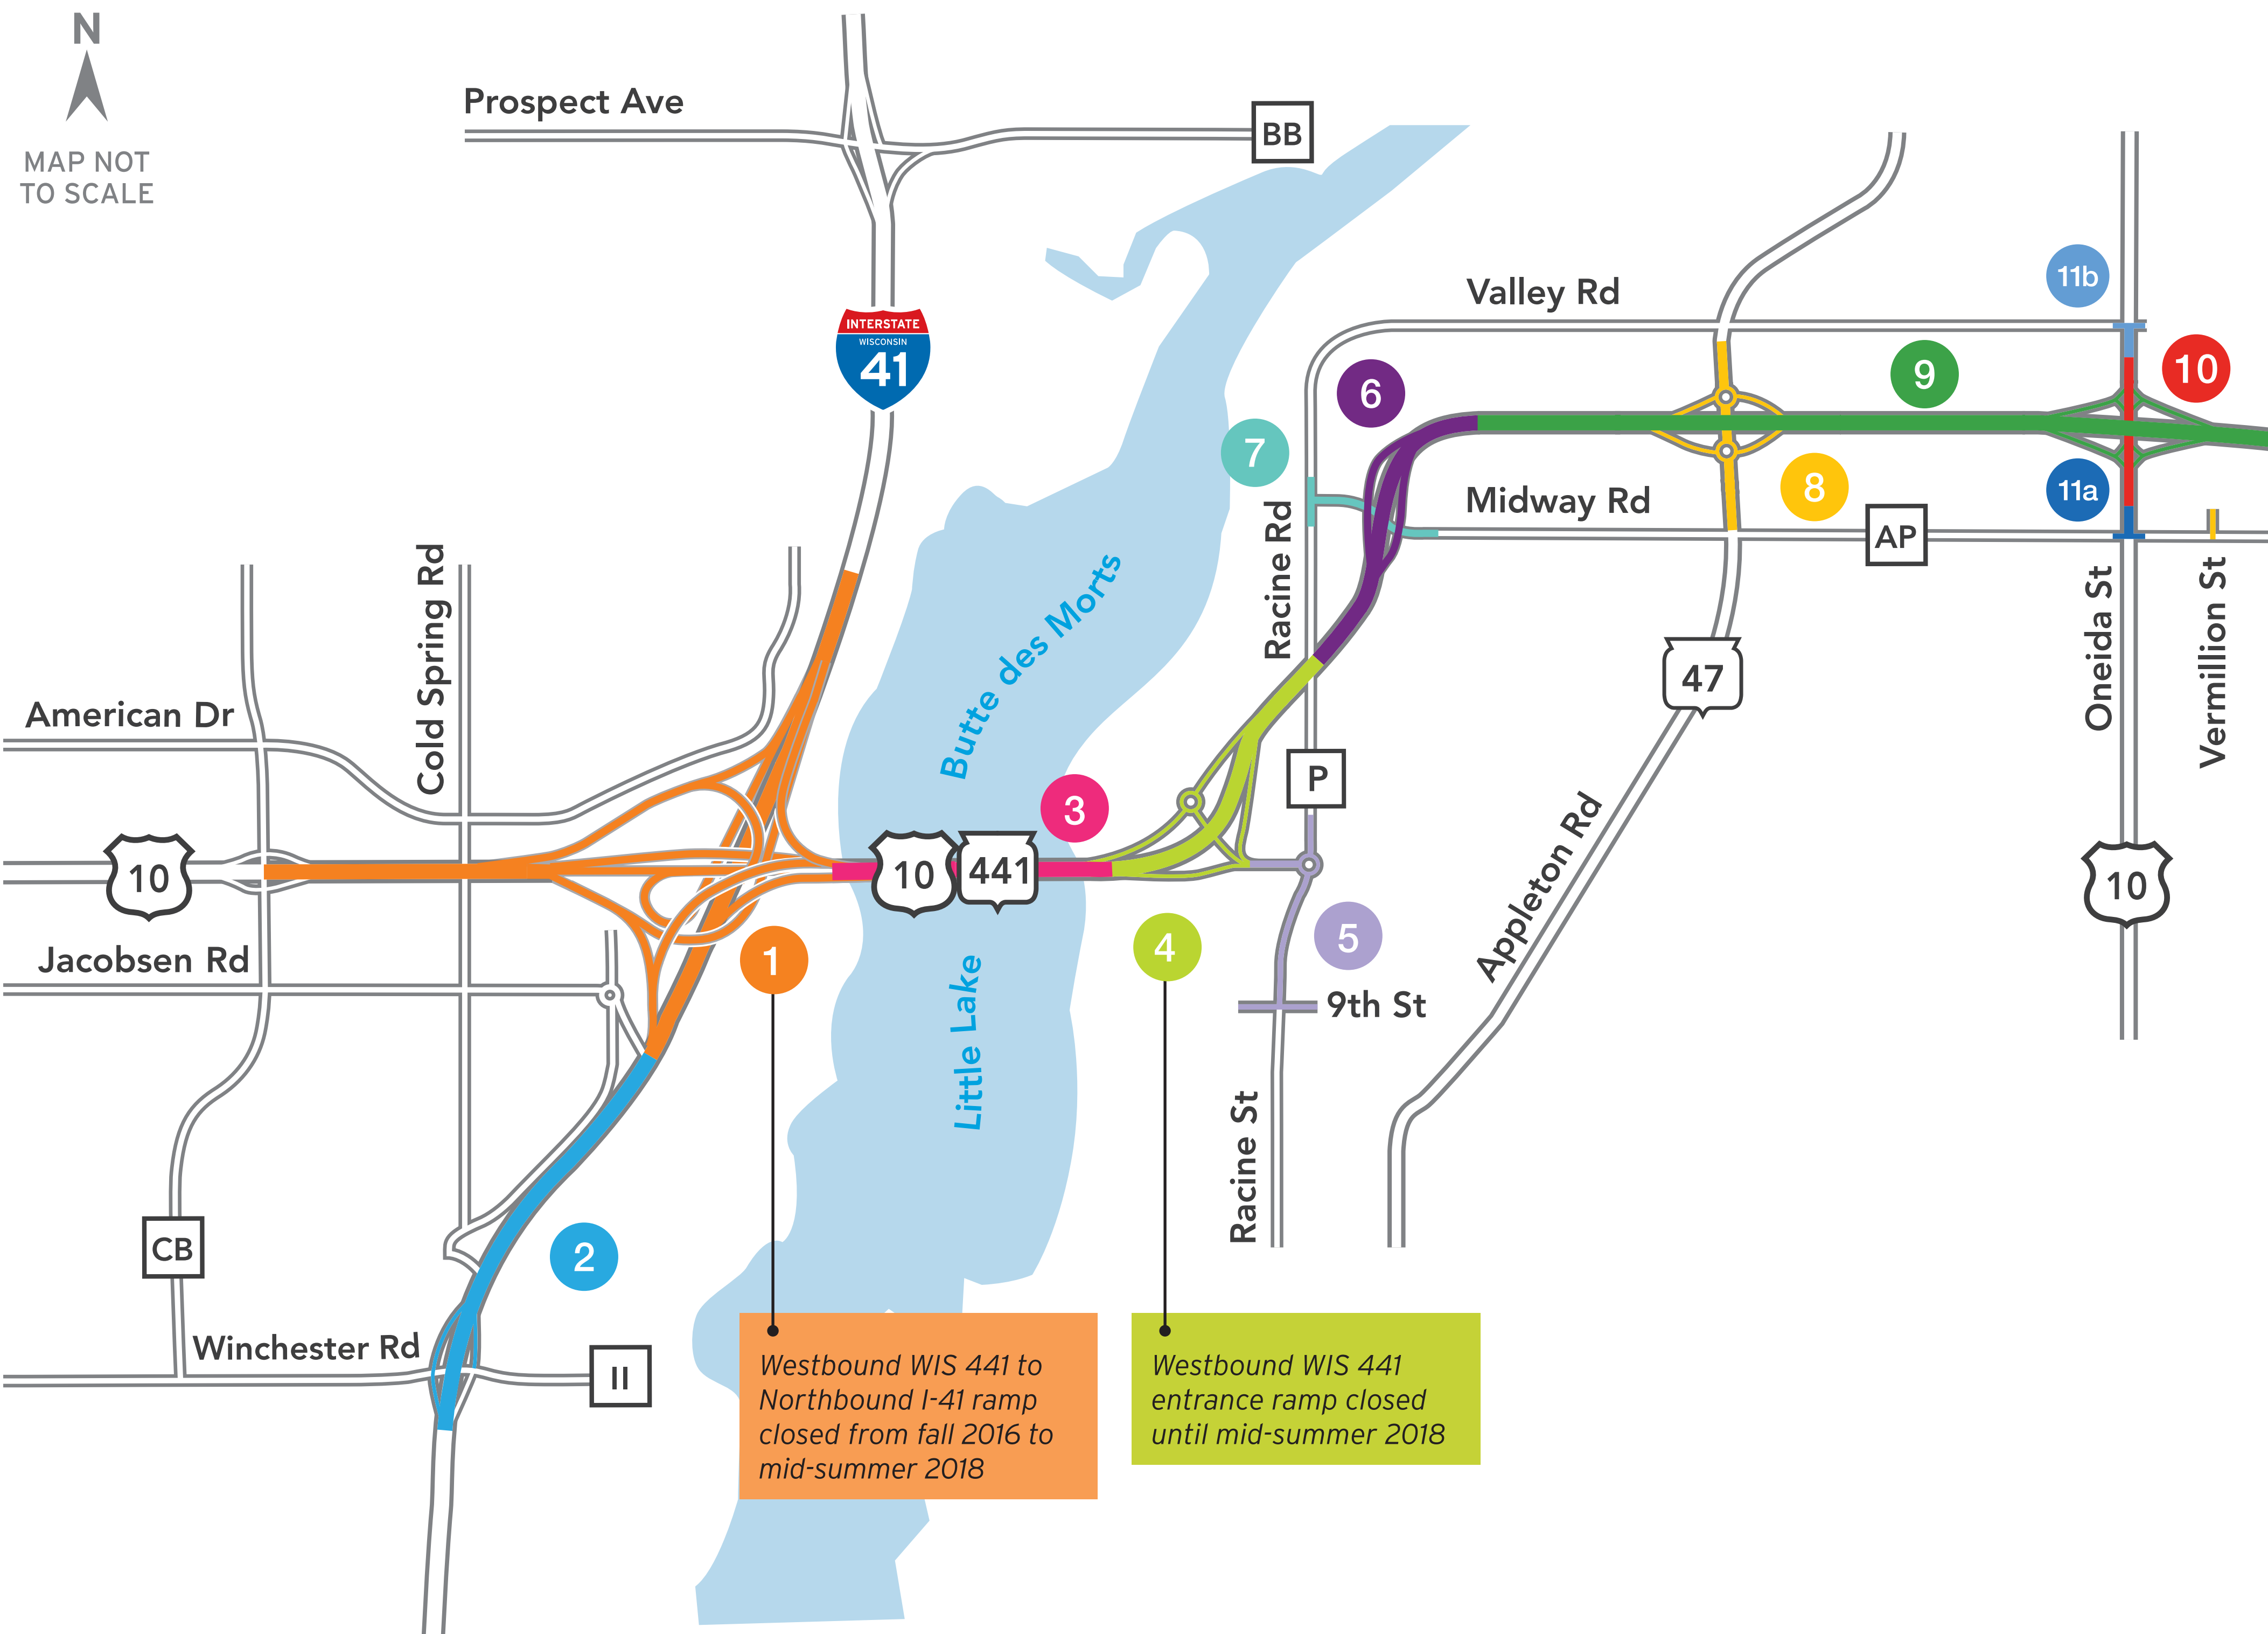 N
MAP NOT
TO SCALE
Prospect Ave
BB
INTERSTATE
WISCONSIN
41
Valley Rd
11b
10
9
6
7
8
11a
Midway Rd
AP
Racine Rd
Cold Spring Rd
Butte des Morts
Little Lake
47
Oneida St
Vermillion St
American Dr
P
3
10
10
441
10
Appleton Rd
1
4
5
Jacobsen Rd
9th St
Racine St
CB
2
Winchester Rd
II
Westbound WIS 441 to
Northbound I-41 ramp
closed from fall 2016 to
mid-summer 2018
Westbound WIS 441
entrance ramp closed
until mid-summer 2018